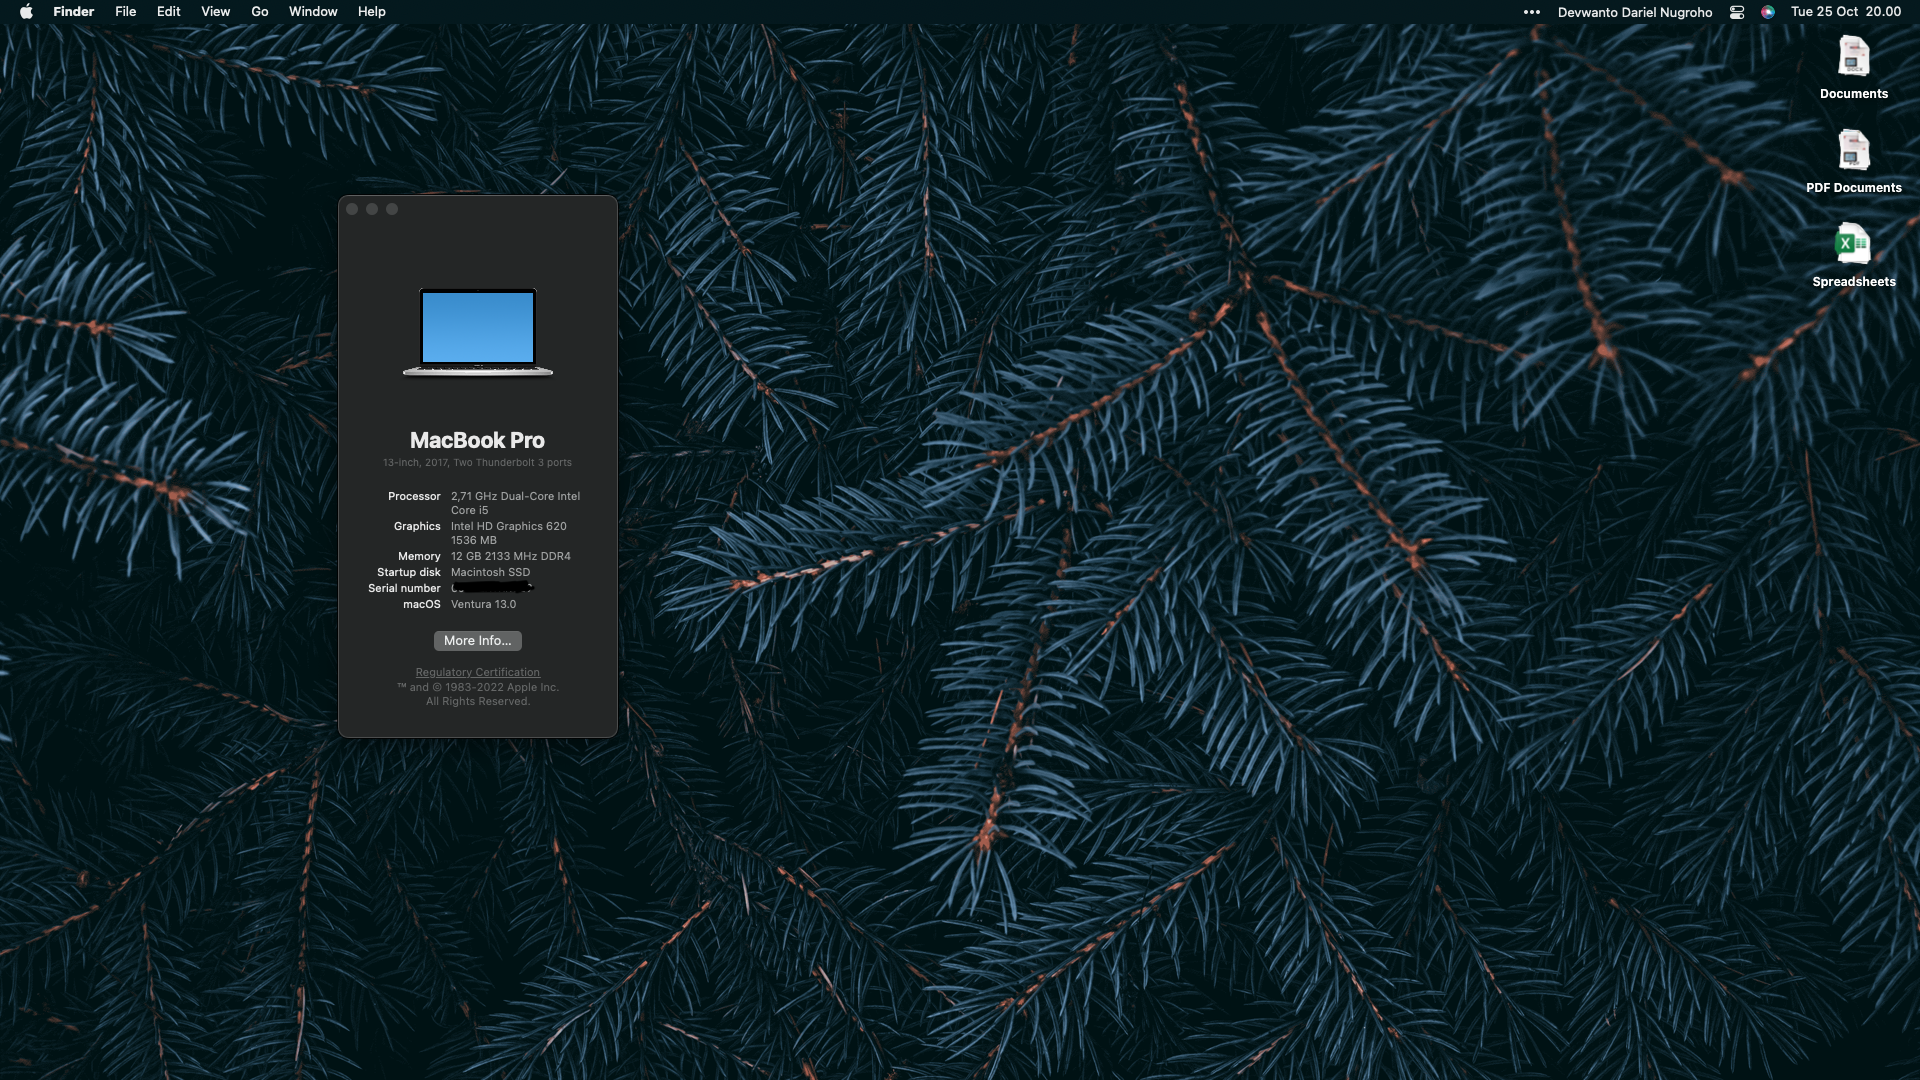 Finder File Edit View Go Window Help
••• Devwanto Dariel Nugroho Tue 25 Oct 20.00
Documents
PDF Documents
Spreadsheets
MacBook Pro
13-inch, 2017, Two Thunderbolt 3 ports
Processor 2,71 GHz Dual-Core Intel
Core i5
Graphics Intel HD Graphics 620
1536 MB
Memory 12 GB 2133 MHz DDR4
Startup disk Macintosh SSD
Serial number
macOS Ventura 13.0
More Info...
Regulatory Certification
™ and © 1983-2022 Apple Inc.
All Rights Reserved.